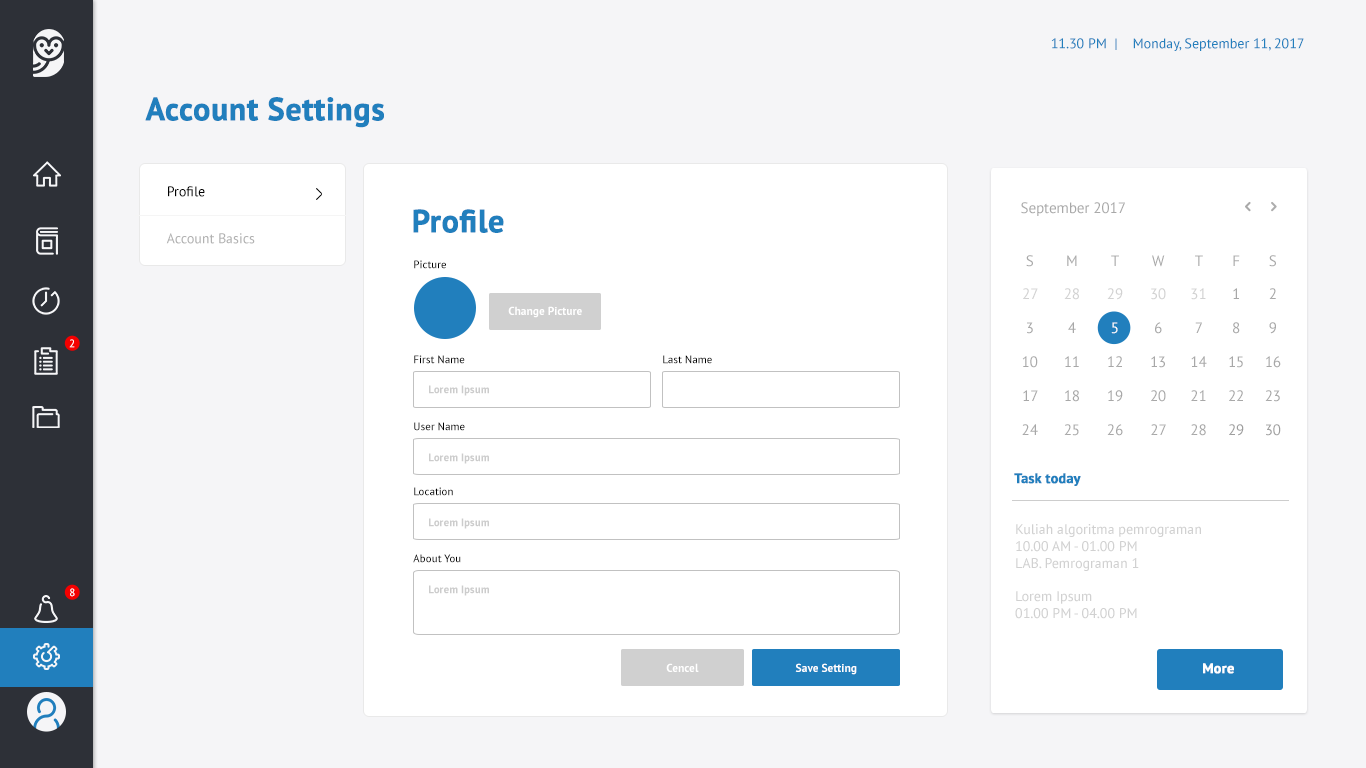 11.30 PM | Monday, September 11, 2017
Account Settings
2
8
Profile
Account Basics
Profile
Picture
Change Picture
First Name Last Name
Lorem Ipsum
User Name
Lorem Ipsum
Location
Lorem Ipsum
About You
Lorem Ipsum
Cencel Save Setting
September 2017
S M T W T F S
27 28 29 30 31 1 2
3 4 5 6 7 8 9
10 11 12 13 14 15 16
17 18 19 20 21 22 23
24 25 26 27 28 29 30
Task today
Kuliah algoritma pemrograman
10.00 AM - 01.00 PM
LAB. Pemrograman 1
Lorem Ipsum
01.00 PM - 04.00 PM
More